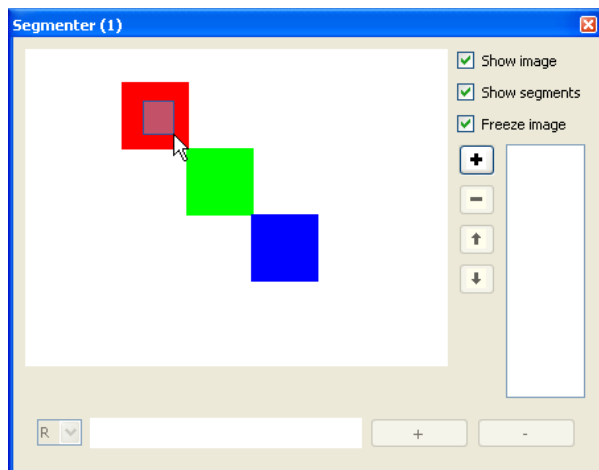 Segmenter (1)
Show image
Show segments
Freeze image
R
+
-